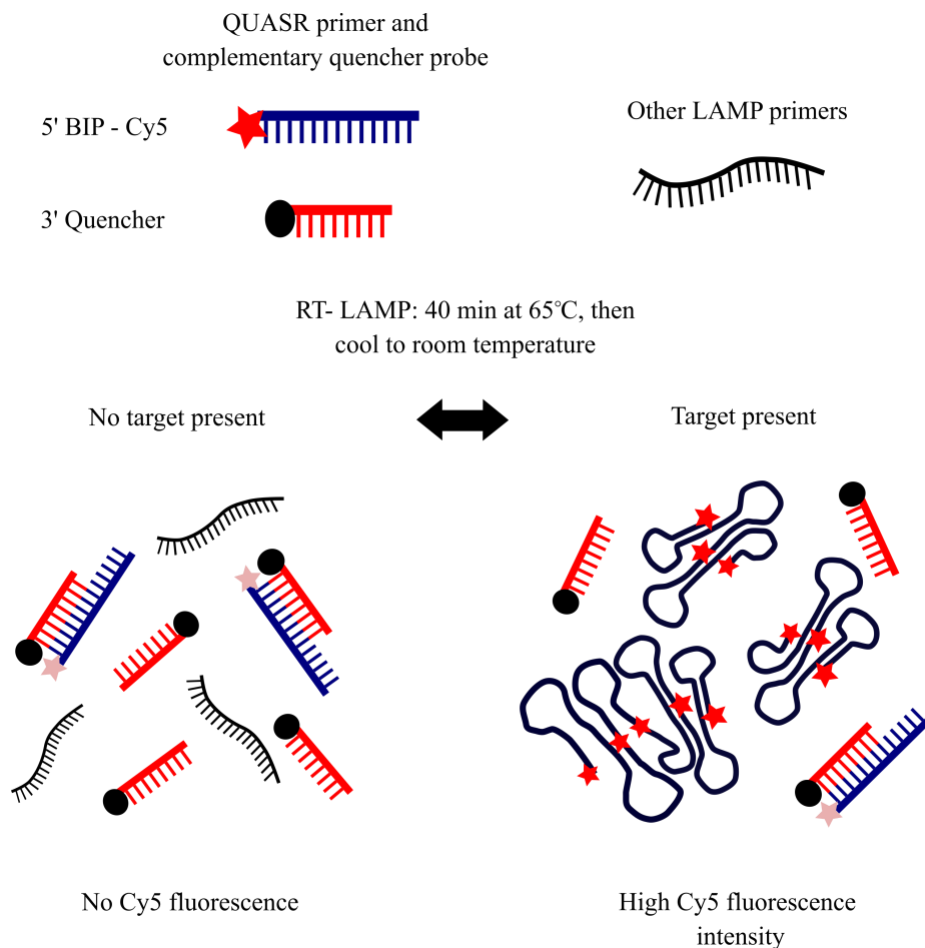 QUASR primer and
complementary quencher probe
5' BIP - Cy5
Other LAMP primers
3' Quencher
RT- LAMP: 40 min at 65℃, then
cool to room temperature
No target present
Target present
No Cy5 fluorescence
High Cy5 fluorescence
intensity